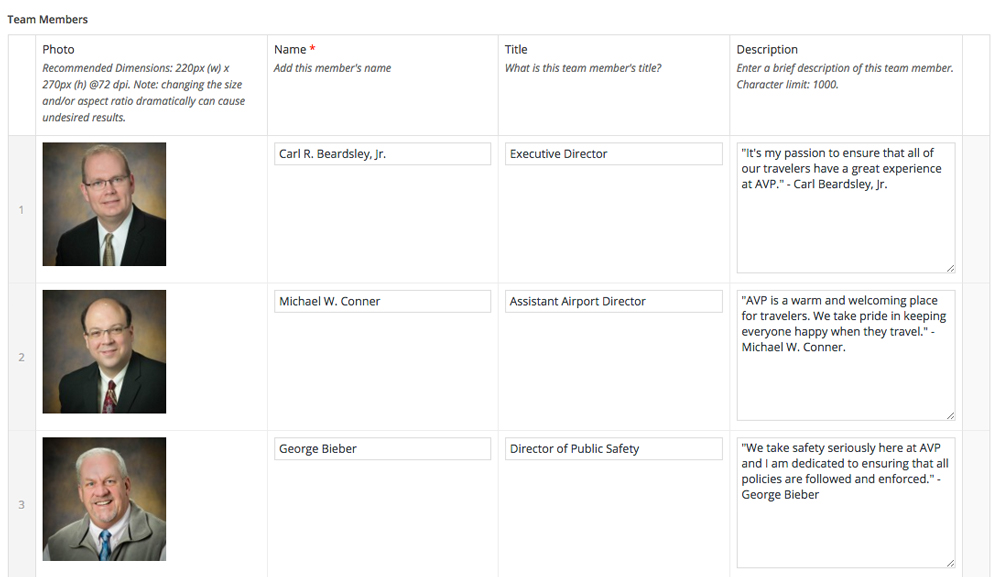 Team Members
Photo
Recommended Dimensions: 220px (w) x
270px (h) @72 dpi. Note: changing the size
and/or aspect ratio dramatically can cause
undesired results.
Name *
Add this member's name
Title
What is this team member's title?
Description
Enter a brief description of this team member.
Character limit: 1000.
1
Carl R. Beardsley, Jr.
Executive Director
"It's my passion to ensure that all of
our travelers have a great experience
at AVP." - Carl Beardsley, Jr.
2
Michael W. Conner
Assistant Airport Director
"AVP is a warm and welcoming place
for travelers. We take pride in keeping
everyone happy when they travel." -
Michael W. Conner.
3
George Bieber
Director of Public Safety
"We take safety seriously here at AVP
and I am dedicated to ensuring that all
policies are followed and enforced." -
George Bieber